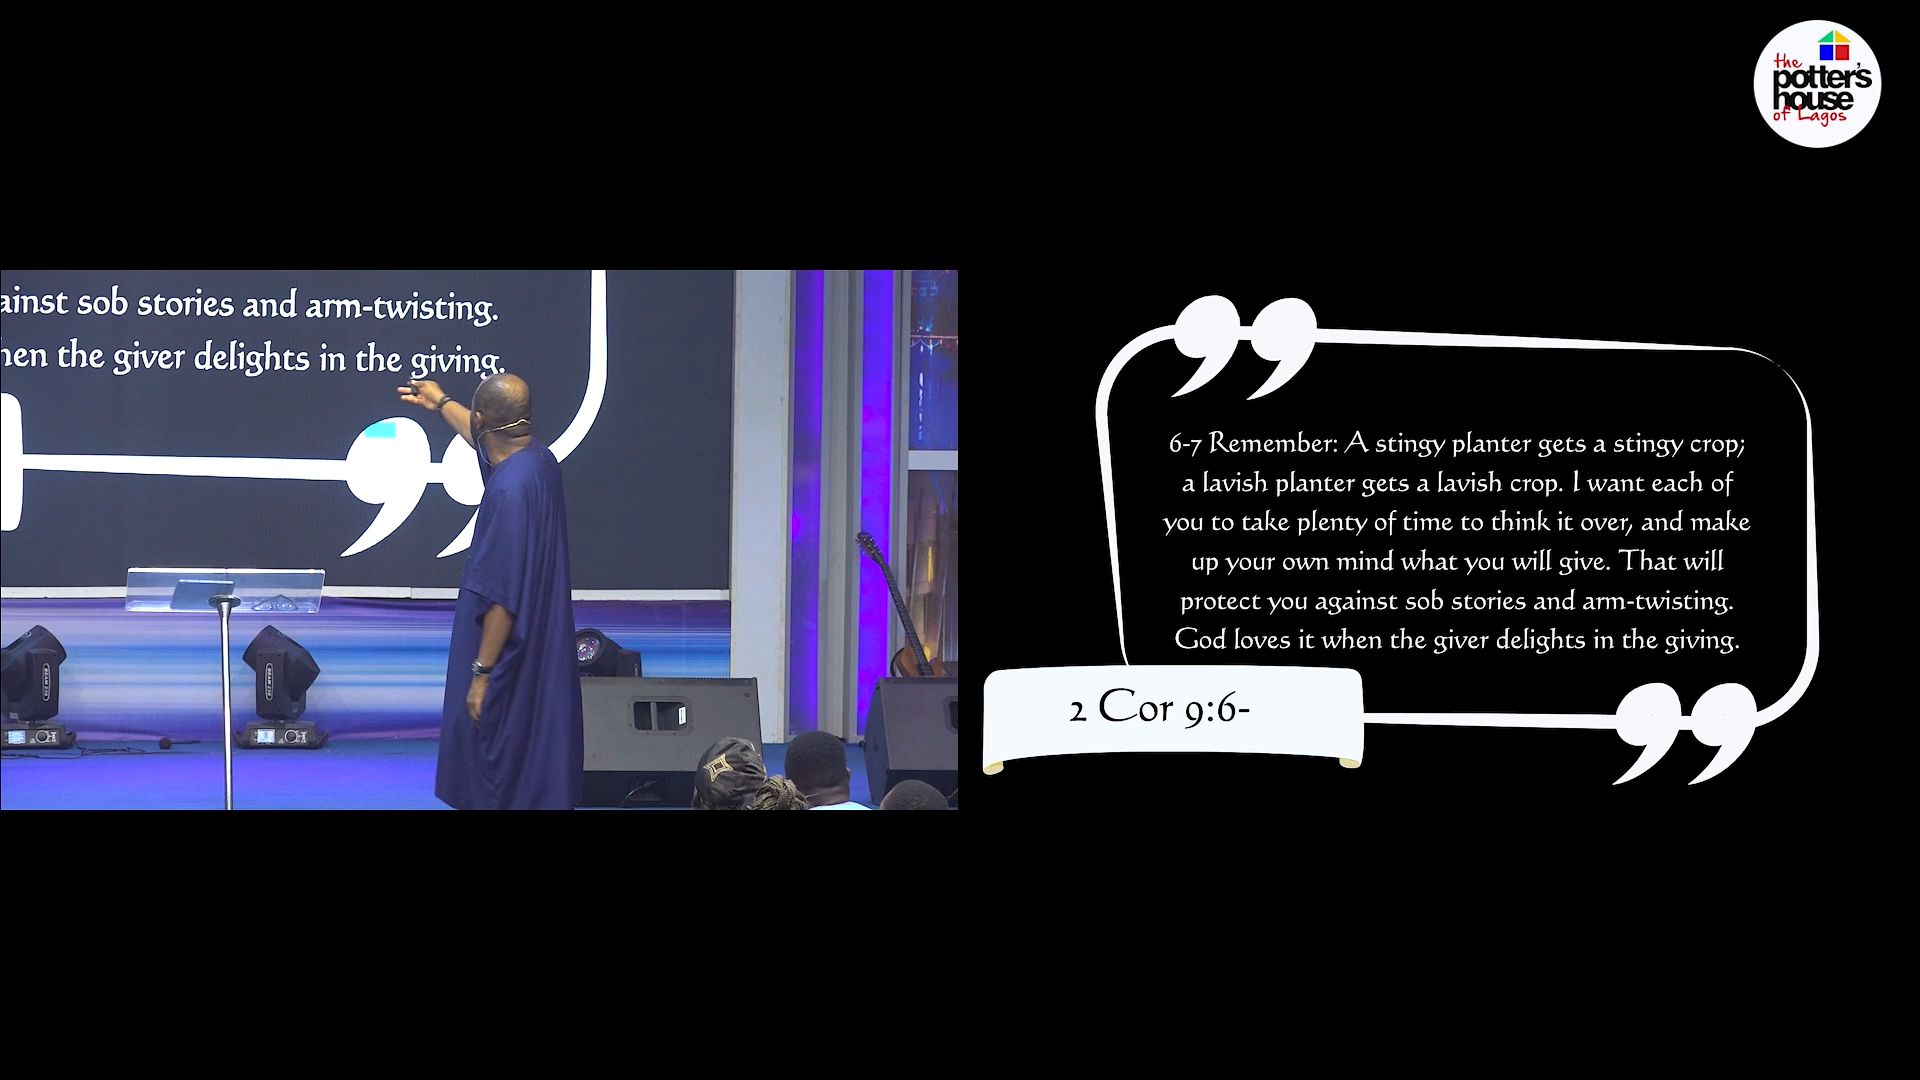 the
potter's
house
of Lagos
ainst sob stories and arm-twisting.
hen the giver delights in the giving.
6-7 Remember: A stingy planter gets a stingy crop;
a lavish planter gets a lavish crop. I want each of
you to take plenty of time to think it over, and make
up your own mind what you will give. That will
protect you against sob stories and arm-twisting.
God loves it when the giver delights in the giving.
2 Cor 9:6-